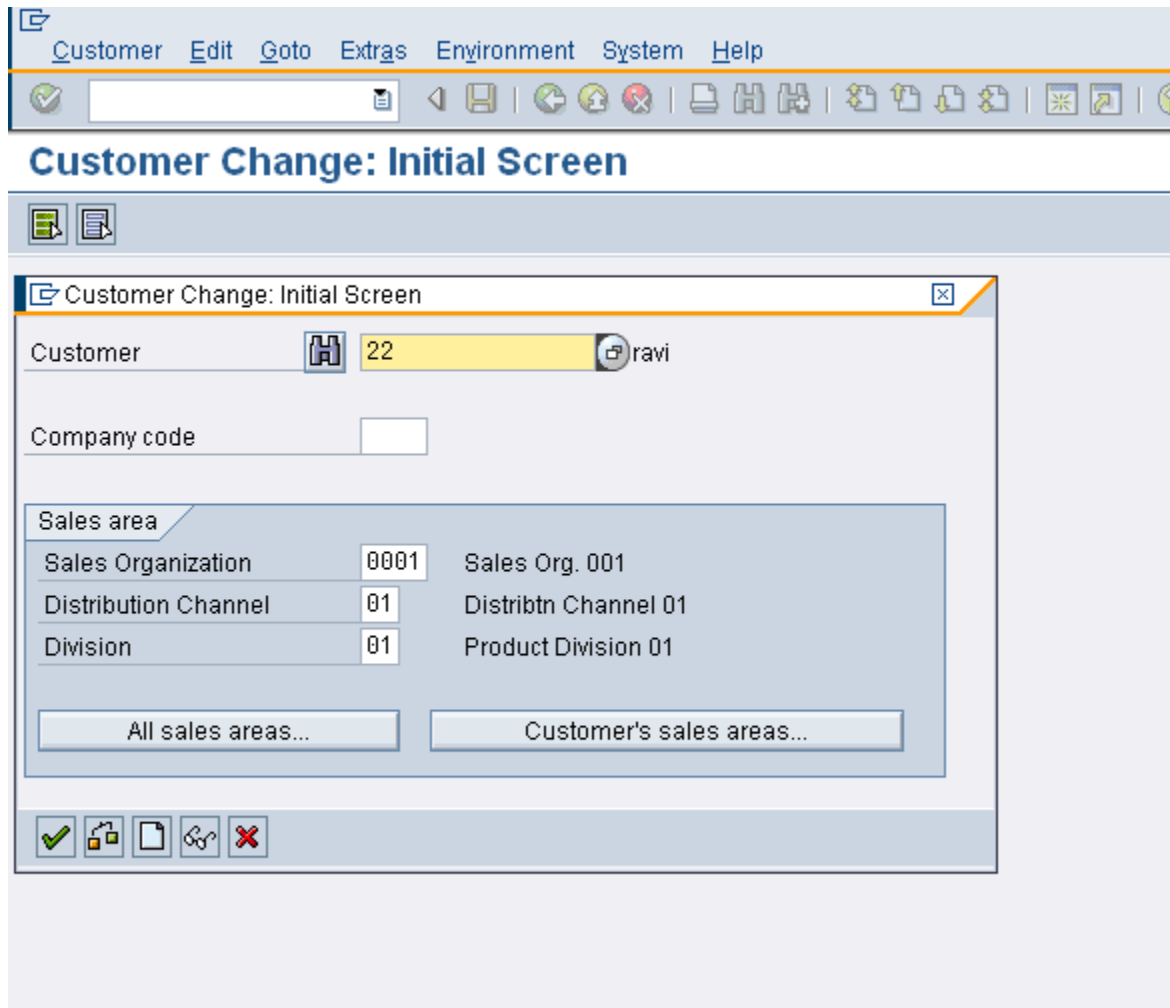 Customer Edit Goto Extras Environment System Help
Customer Change: Initial Screen
Customer Change: Initial Screen
Customer 22 ravi
Company code
Sales area
Sales Organization 0001 Sales Org. 001
Distribution Channel 01 Distribtn Channel 01
Division 01 Product Division 01
All sales areas... Customer's sales areas...